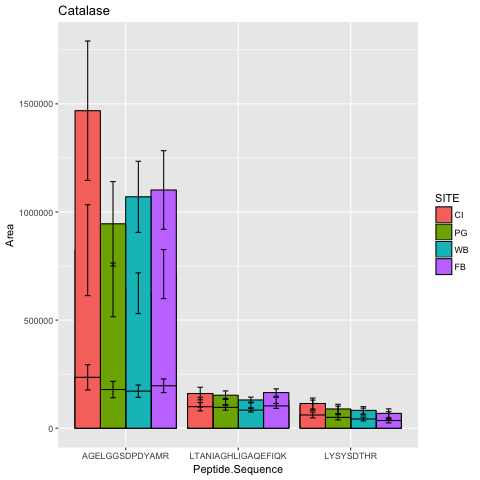 Catalase
1500000
1000000
500000
0
Area
AGELGGSDPDYAMR LTANIAGHLIGAQEFIQK LYSYSDTHR
Peptide.Sequence
SITE
CI
PG
WB
FB